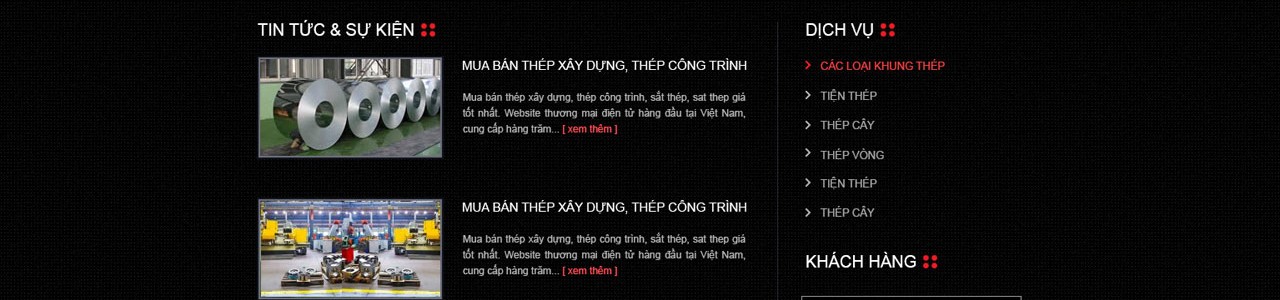 TIN TỨC & SỰ KIỆN
MUA BÁN THÉP XÂY DỰNG, THÉP CÔNG TRÌNH
Mua bán thép xây dựng, thép công trình, sắt thép, sat thep giá
tốt nhất. Website thương mại điện tử hàng đầu tại Việt Nam,
cung cấp hàng trăm... [ xem thêm ]
MUA BÁN THÉP XÂY DỰNG, THÉP CÔNG TRÌNH
Mua bán thép xây dựng, thép công trình, sắt thép, sat thep giá
tốt nhất. Website thương mại điện tử hàng đầu tại Việt Nam,
cung cấp hàng trăm... [ xem thêm ]
DỊCH VỤ
CÁC LOẠI KHUNG THÉP
TIỆN THÉP
THÉP CÂY
THÉP VÒNG
TIỆN THÉP
THÉP CÂY
KHÁCH HÀNG